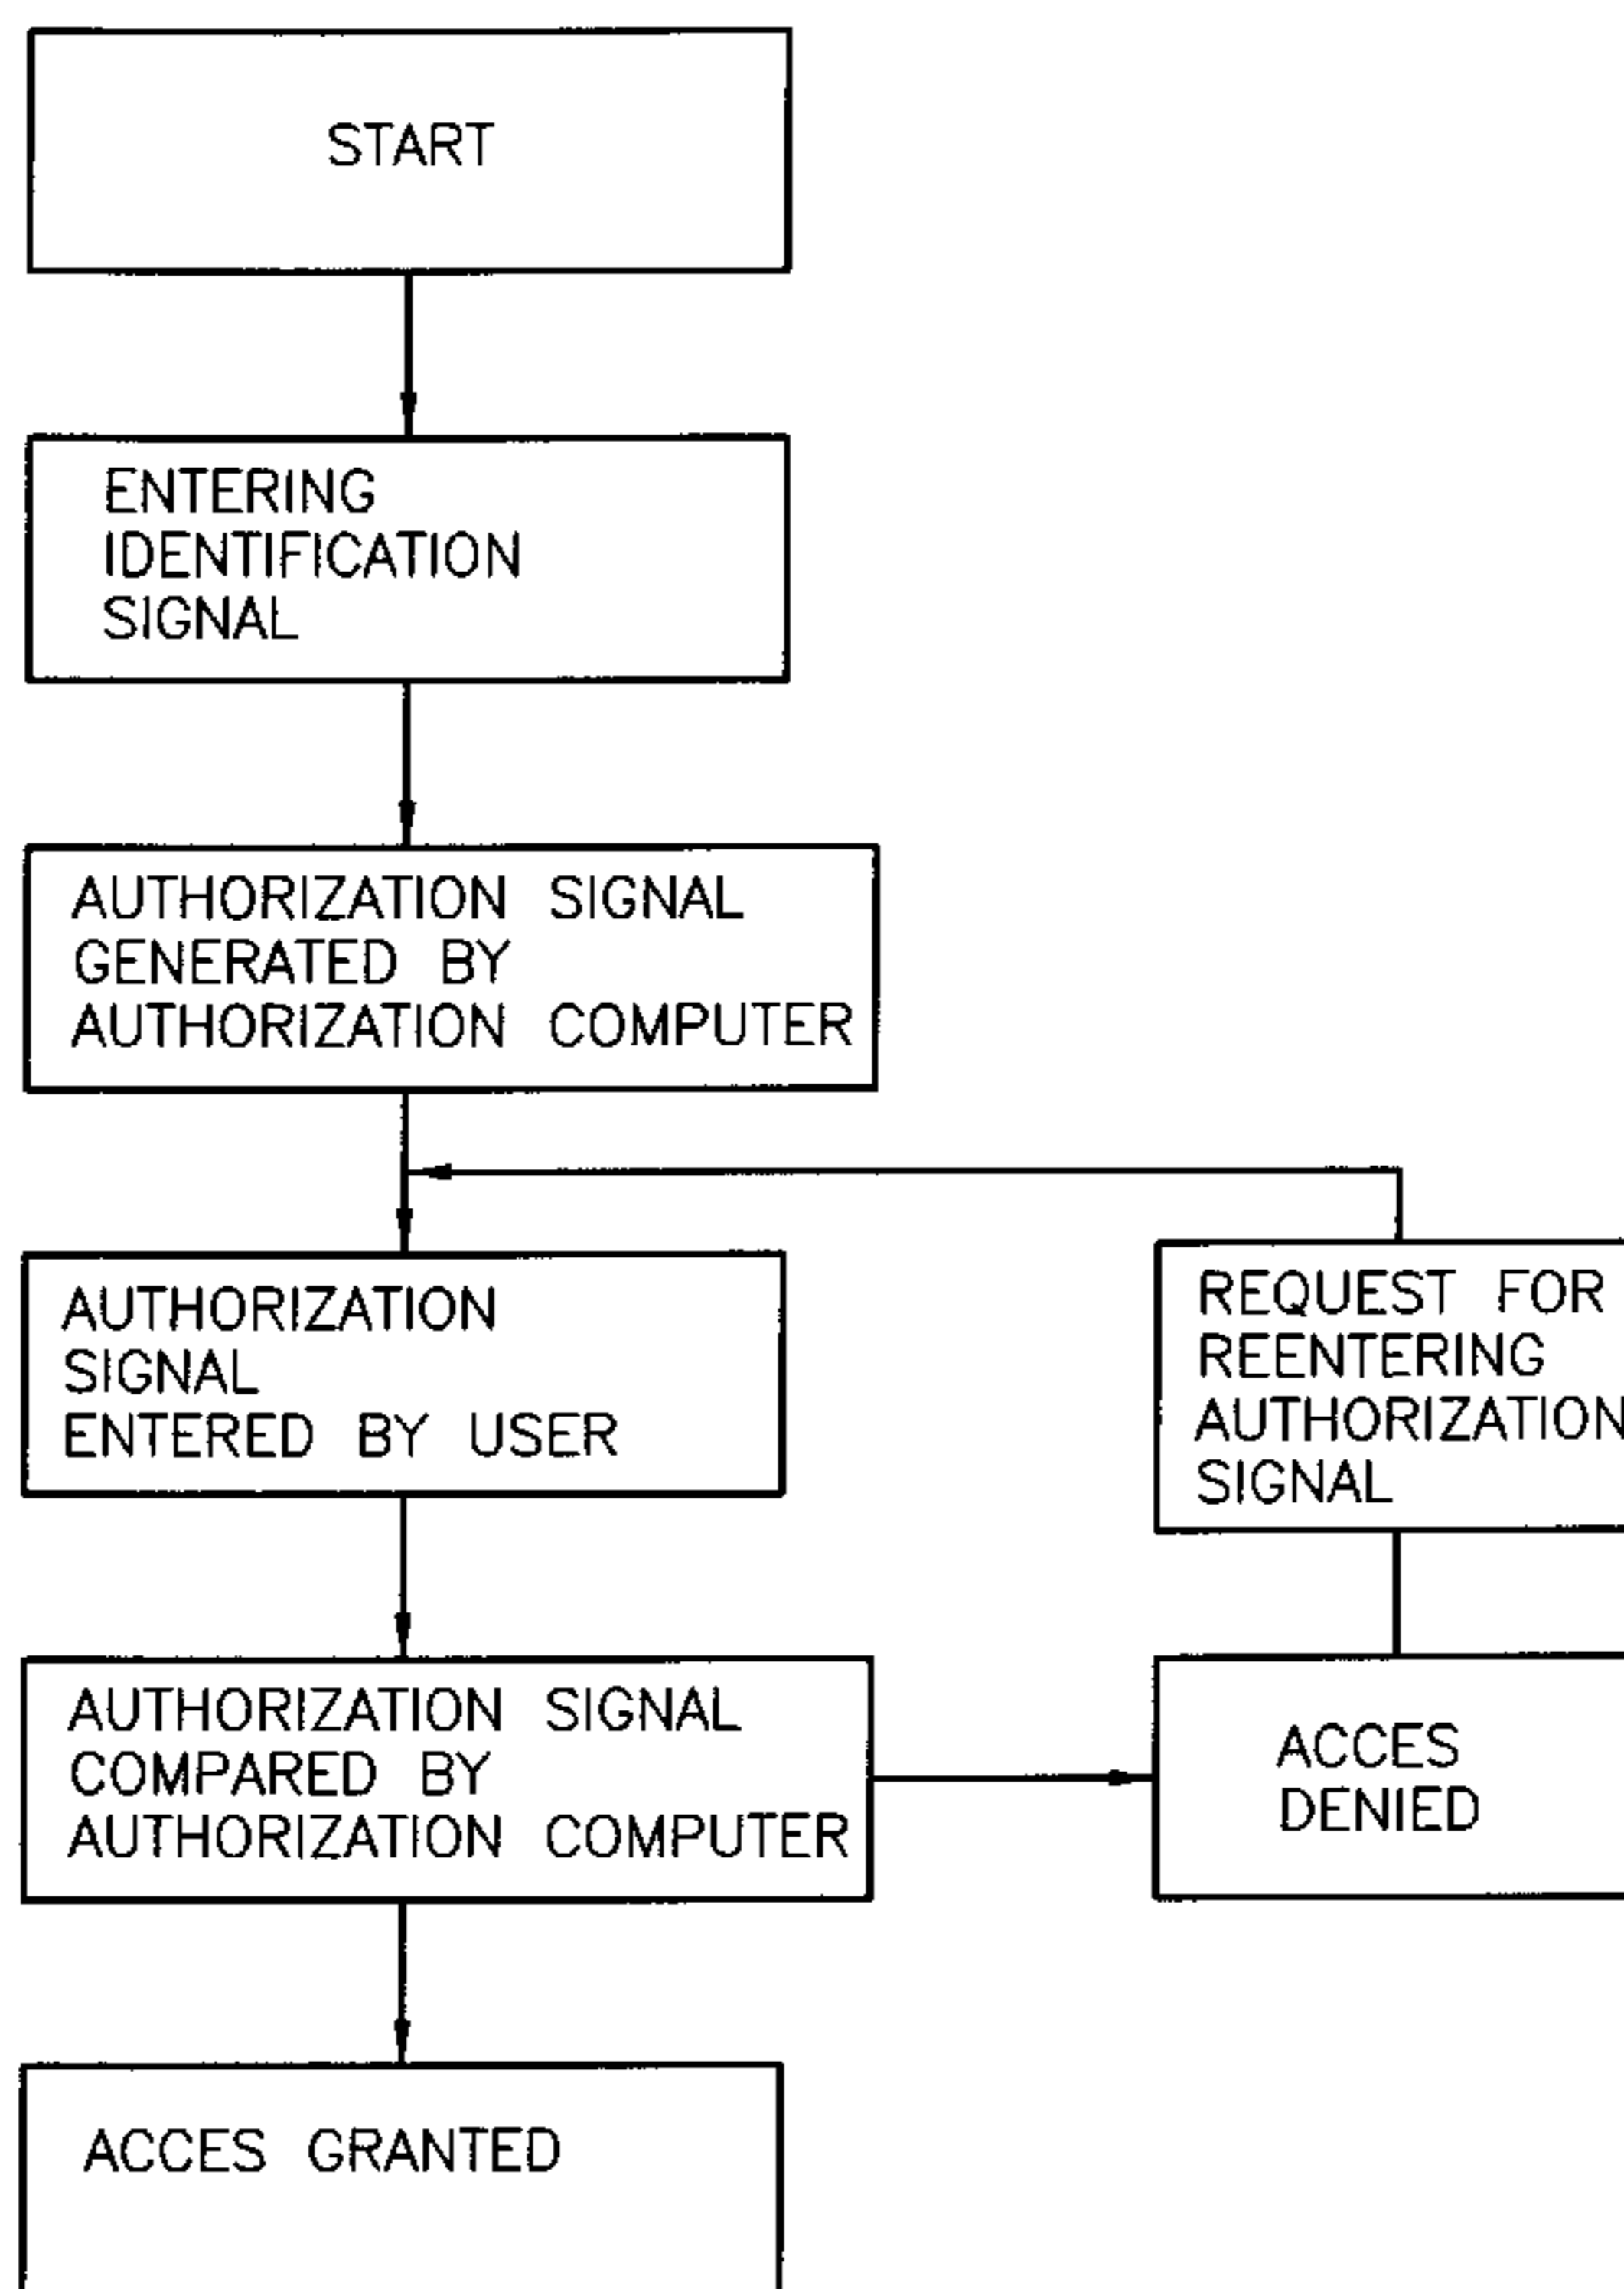 START
ENTERING
IDENTIFICATION
SIGNAL
AUTHORIZATION SIGNAL
GENERATED BY
AUTHORIZATION COMPUTER
AUTHORIZATION
SIGNAL
ENTERED BY USER
REQUEST FOR
REENTERING
AUTHORIZATION
SIGNAL
AUTHORIZATION SIGNAL
COMPARED BY
AUTHORIZATION COMPUTER
ACCES
DENIED
ACCES GRANTED